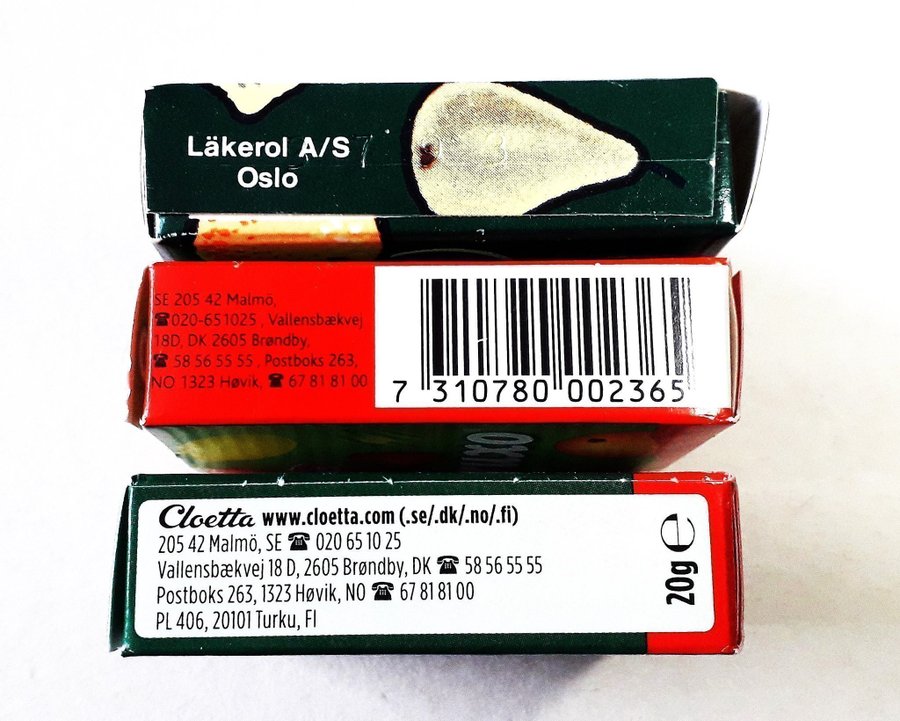 Läkerol A/S
Oslo
SE 205 42 Malmö,
☎020-651025 , Vallensbækvej
18D, DK 2605 Brøndby,
☎ 58 56 55 55 , Postboks 263,
NO 1323 Høvik, ☎ 67 81 81 00
7 310780 002365
Cloetta www.cloetta.com (.se/.dk/.no/.fi)
205 42 Malmö, SE ☎ 020 65 10 25
Vallensbækvej 18 D, 2605 Brøndby, DK ☎ 58 56 55 55
Postboks 263, 1323 Høvik, NO ☎ 67 81 81 00
PL 406, 20101 Turku, FI
20g ℮